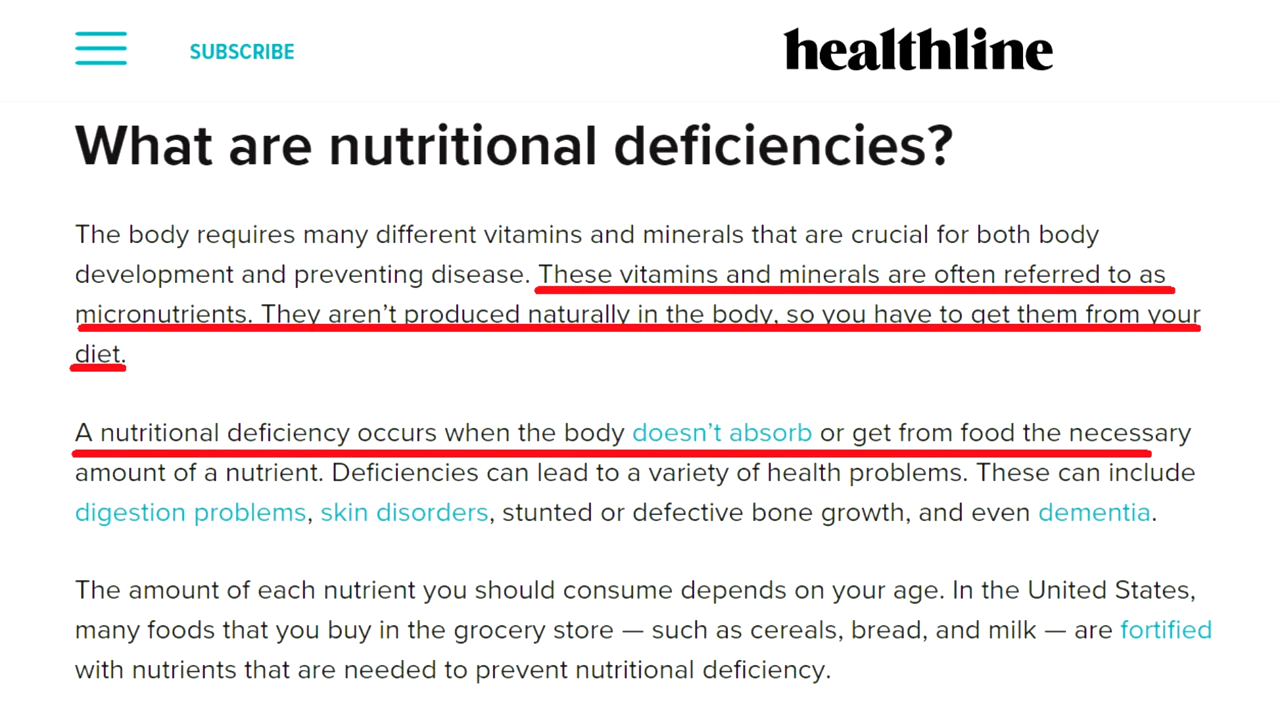 SUBSCRIBE
healthline
What are nutritional deficiencies?
The body requires many different vitamins and minerals that are crucial for both body
development and preventing disease. These vitamins and minerals are often referred to as
micronutrients. They aren’t produced naturally in the body, so you have to get them from your
diet.
A nutritional deficiency occurs when the body doesn’t absorb or get from food the necessary
amount of a nutrient. Deficiencies can lead to a variety of health problems. These can include
digestion problems, skin disorders, stunted or defective bone growth, and even dementia.
The amount of each nutrient you should consume depends on your age. In the United States,
many foods that you buy in the grocery store — such as cereals, bread, and milk — are fortified
with nutrients that are needed to prevent nutritional deficiency.